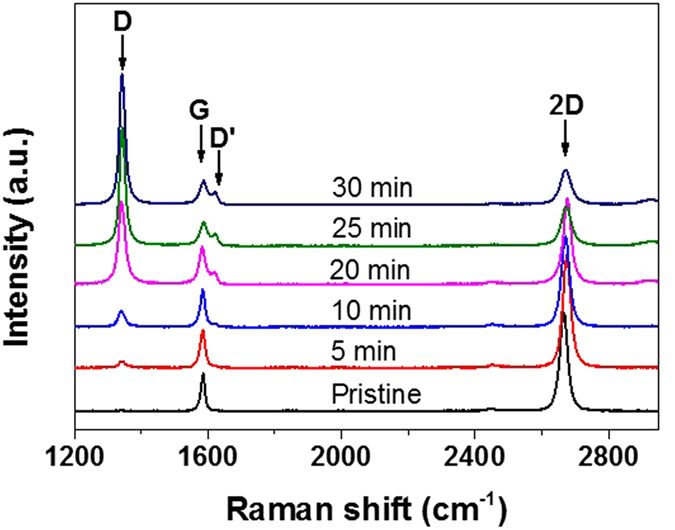 D
G
D'
2D
Intensity (a.u.)
30 min
25 min
20 min
10 min
5 min
Pristine
1200 1600 2000 2400 2800
Raman shift (cm⁻¹)